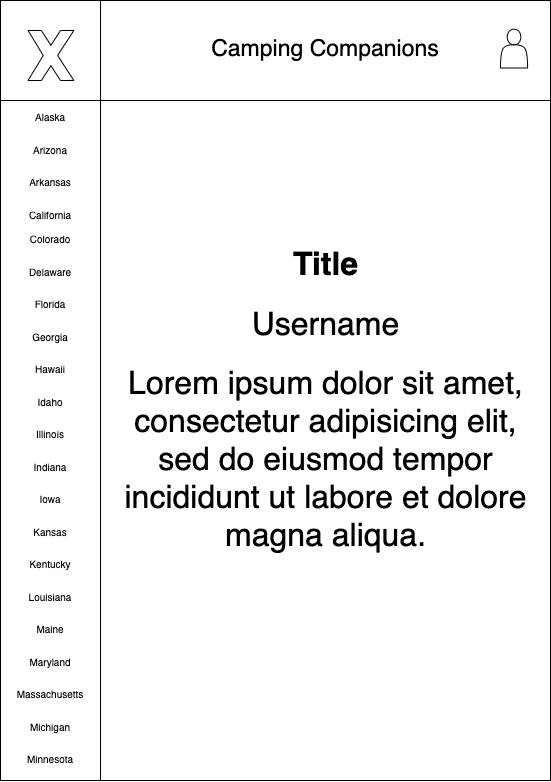 X
Camping Companions
Alaska
Arizona
Arkansas
California
Colorado
Delaware
Florida
Georgia
Hawaii
Idaho
Illinois
Indiana
Iowa
Kansas
Kentucky
Louisiana
Maine
Maryland
Massachusetts
Michigan
Minnesota
Title
Username
Lorem ipsum dolor sit amet,
consectetur adipisicing elit,
sed do eiusmod tempor
incididunt ut labore et dolore
magna aliqua.